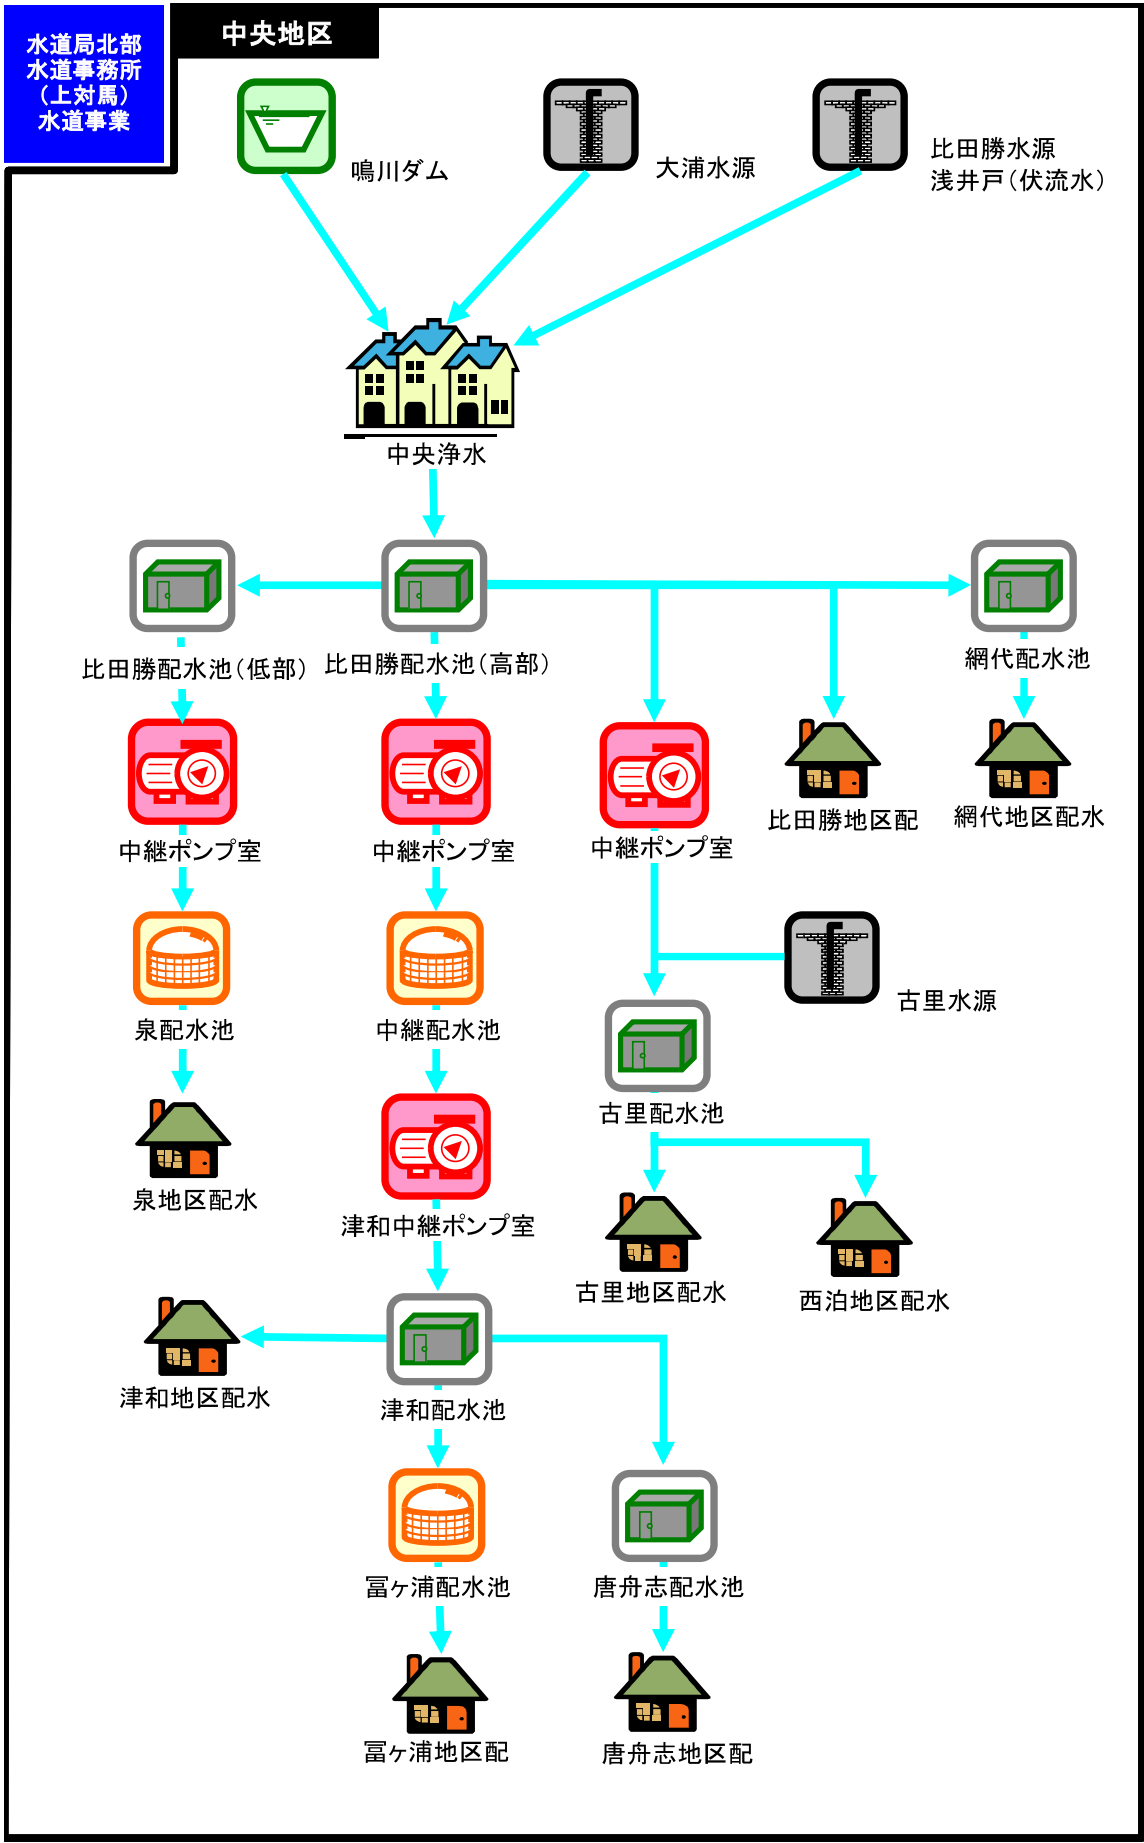 水道局北部
水道事務所
（上対馬）
水道事業
中央地区
鳴川ダム
大浦水源
比田勝水源
浅井戸（伏流水）
中央浄水
比田勝配水池（低部）
比田勝配水池（高部）
網代配水池
中継ポンプ室
中継ポンプ室
中継ポンプ室
比田勝地区配
網代地区配水
泉配水池
中継配水池
古里水源
古里配水池
泉地区配水
津和中継ポンプ室
古里地区配水
西泊地区配水
津和地区配水
津和配水池
冨ヶ浦配水池
唐舟志配水池
冨ヶ浦地区配
唐舟志地区配